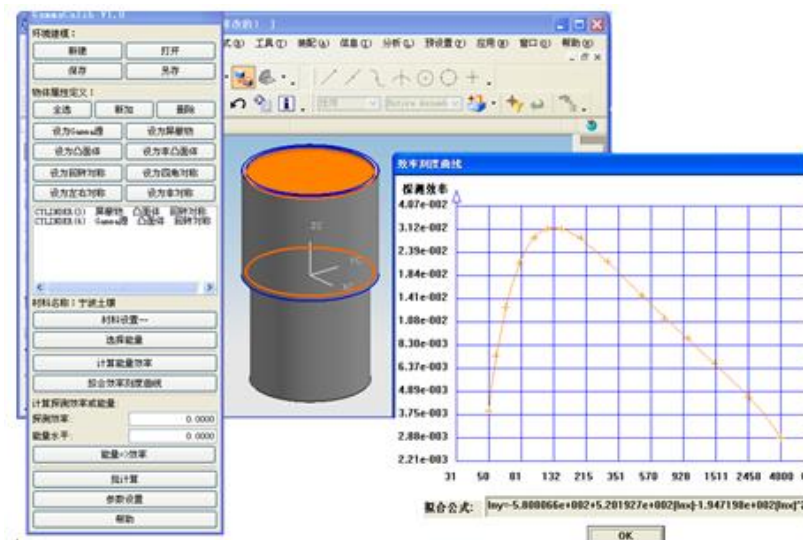 GammaCalib V1.0
环境建模:
新建 打开
保存 另存
物体属性定义:
全选 新加 删除
设为Gamma源 设为屏蔽物
设为凸面体 设为非凸面体
设为回转对称 设为四角对称
设为左右对称 设为非对称
CYLINDER(3) 屏蔽物 凸面体 回转对称
CYLINDER(4) Gamma源 凸面体 回转对称
材料名称:宁波土壤
材料设置--
选择能量
计算能量效率
拟合效率刻度曲线
计算探测效率或能量
探测效率: 0.0000
能量水平: 0.0000
能量<>效率
批计算
参数设置
帮助
修改的) ]
式(O) 工具(T) 装配(A) 信息(I) 分析(L) 预设置(E) 应用(N) 窗口(O) 帮助(H)
ZC
YC
XC
效率刻度曲线
探测效率
4.07e-002
3.12e-002
2.39e-002
1.84e-002
1.41e-002
1.08e-002
8.30e-003
6.37e-003
4.89e-003
3.75e-003
2.88e-003
2.21e-003
31 50 81 132 215 351 570 928 1511 2450 4000
拟合公式: lny=-5.800066e+002+5.201927e+002(lnx)-1.947198e+002(lnx)^2
OK